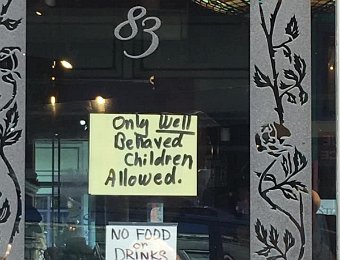 83
Only Well
Behaved
Children
Allowed.
NO FOOD
or
DRINKS